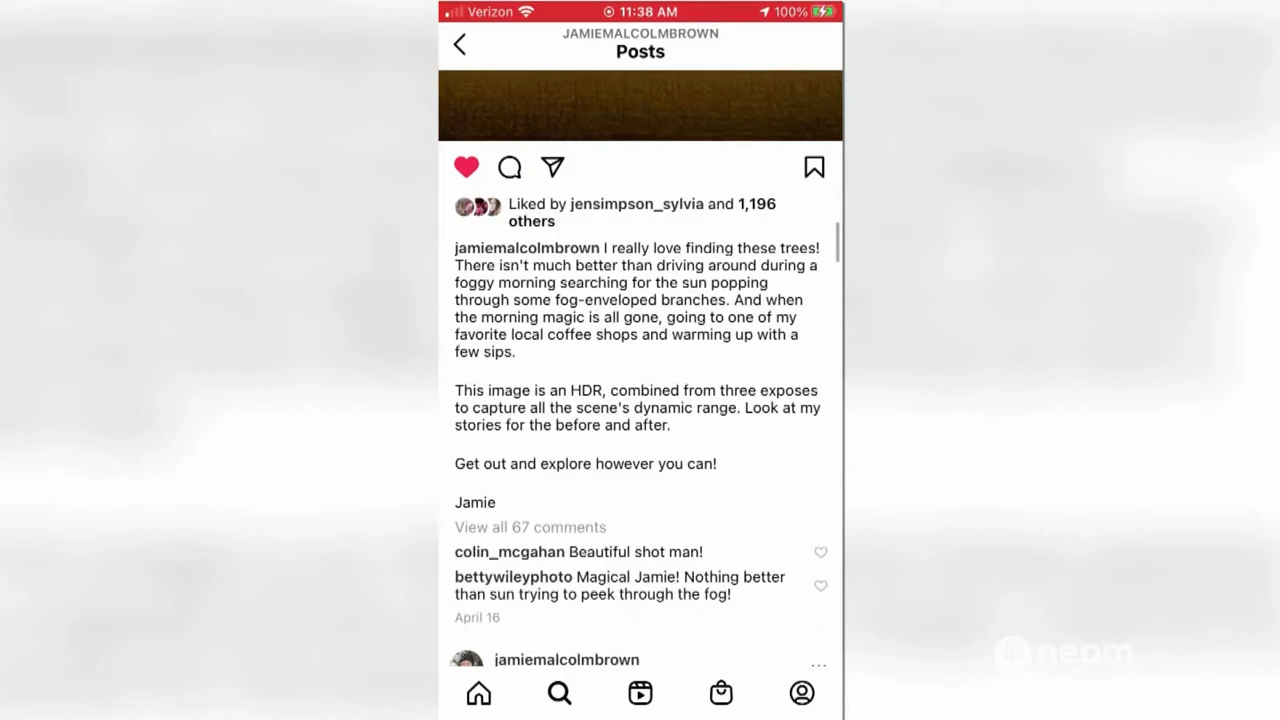 Verizon 11:38 AM 100%
JAMIEMALCOLMBROWN
Posts
Liked by jensimpson_sylvia and 1,196
others
jamiemalcolmbrown I really love finding these trees!
There isn't much better than driving around during a
foggy morning searching for the sun popping
through some fog-enveloped branches. And when
the morning magic is all gone, going to one of my
favorite local coffee shops and warming up with a
few sips.
This image is an HDR, combined from three exposes
to capture all the scene's dynamic range. Look at my
stories for the before and after.
Get out and explore however you can!
Jamie
View all 67 comments
colin_mcgahan Beautiful shot man!
bettywileyphoto Magical Jamie! Nothing better
than sun trying to peek through the fog!
April 16
jamiemalcolmbrown
nepm